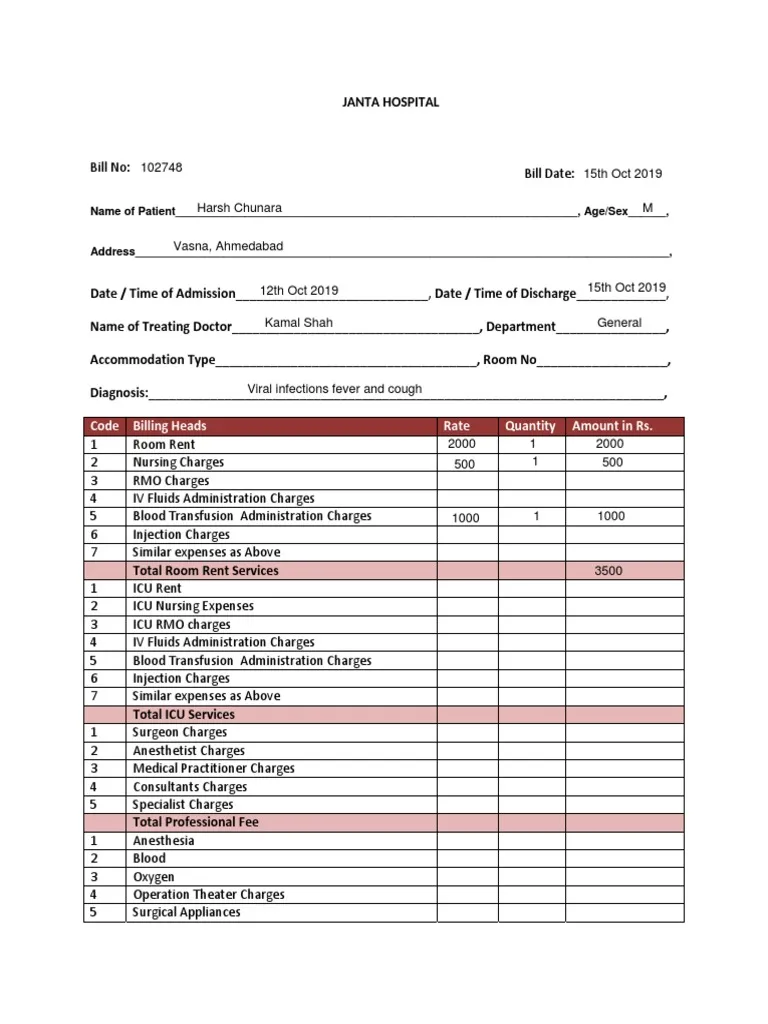 JANTA HOSPITAL
Bill No: 102748
Bill Date: 15th Oct 2019
Name of Patient Harsh Chunara, Age/Sex M,
Address Vasna, Ahmedabad,
Date / Time of Admission 12th Oct 2019, Date / Time of Discharge 15th Oct 2019,
Name of Treating Doctor Kamal Shah, Department General,
Accommodation Type, Room No,
Diagnosis: Viral infections fever and cough,
Code Billing Heads Rate Quantity Amount in Rs.
1 Room Rent 2000 1 2000
2 Nursing Charges 500 1 500
3 RMO Charges
4 IV Fluids Administration Charges
5 Blood Transfusion Administration Charges 1000 1 1000
6 Injection Charges
7 Similar expenses as Above
Total Room Rent Services 3500
1 ICU Rent
2 ICU Nursing Expenses
3 ICU RMO charges
4 IV Fluids Administration Charges
5 Blood Transfusion Administration Charges
6 Injection Charges
7 Similar expenses as Above
Total ICU Services
1 Surgeon Charges
2 Anesthetist Charges
3 Medical Practitioner Charges
4 Consultants Charges
5 Specialist Charges
Total Professional Fee
1 Anesthesia
2 Blood
3 Oxygen
4 Operation Theater Charges
5 Surgical Appliances